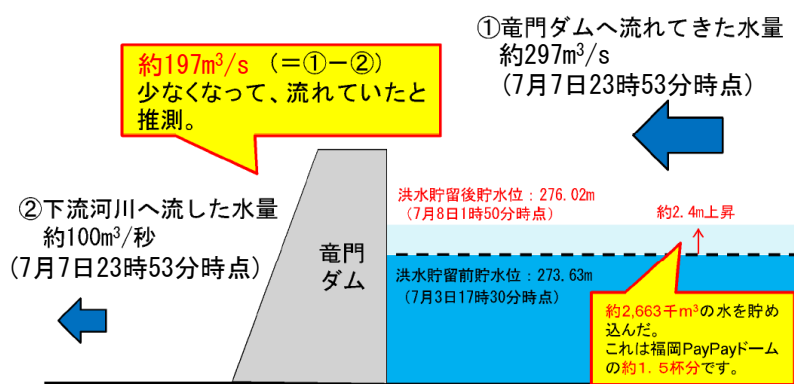 ①竜門ダムへ流れてきた水量
約297m³/s
(7月7日23時53分時点)
約197m³/s (=①-②)
少なくなって、流れていたと
推測。
②下流河川へ流した水量
約100m³/秒
(7月7日23時53分時点)
竜門
ダム
洪水貯留後貯水位:276.02m
(7月8日1時50分時点)
約2.4m上昇
洪水貯留前貯水位:273.63m
(7月3日17時30分時点)
約2,663千m³の水を貯め
込んだ。
これは福岡PayPayドーム
の約1.5杯分です。